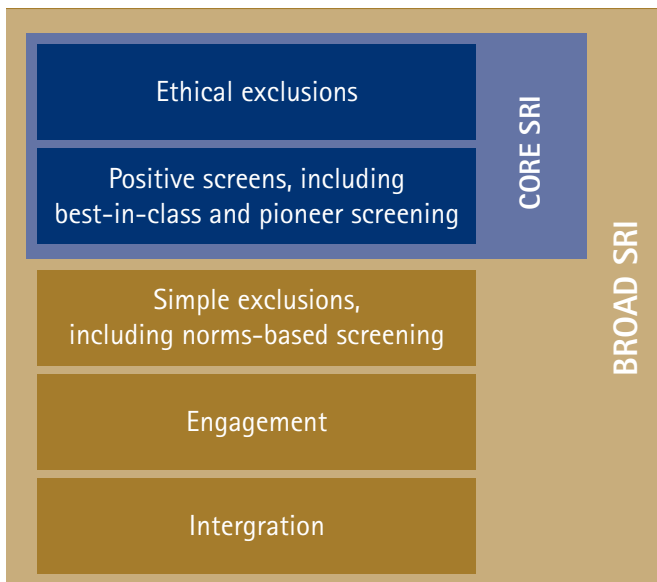 Ethical exclusions
Positive screens, including
best-in-class and pioneer screening
CORE SRI
Simple exclusions,
including norms-based screening
Engagement
Intergration
BROAD SRI